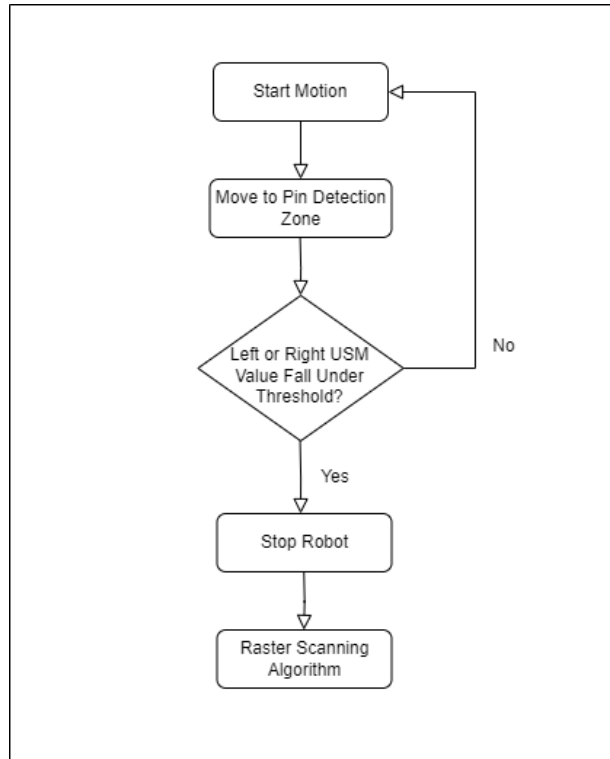 Start Motion
Move to Pin Detection
Zone
Left or Right USM
Value Fall Under
Threshold?
No
Yes
Stop Robot
Raster Scanning
Algorithm